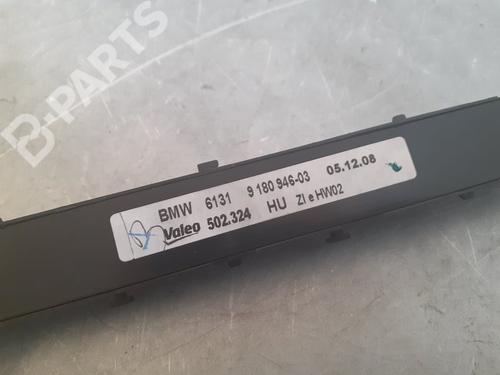 B-PARTS
BMW 6131 9 180 946-03 05.12.08
Valeo 502.324 HU ZI e HW02